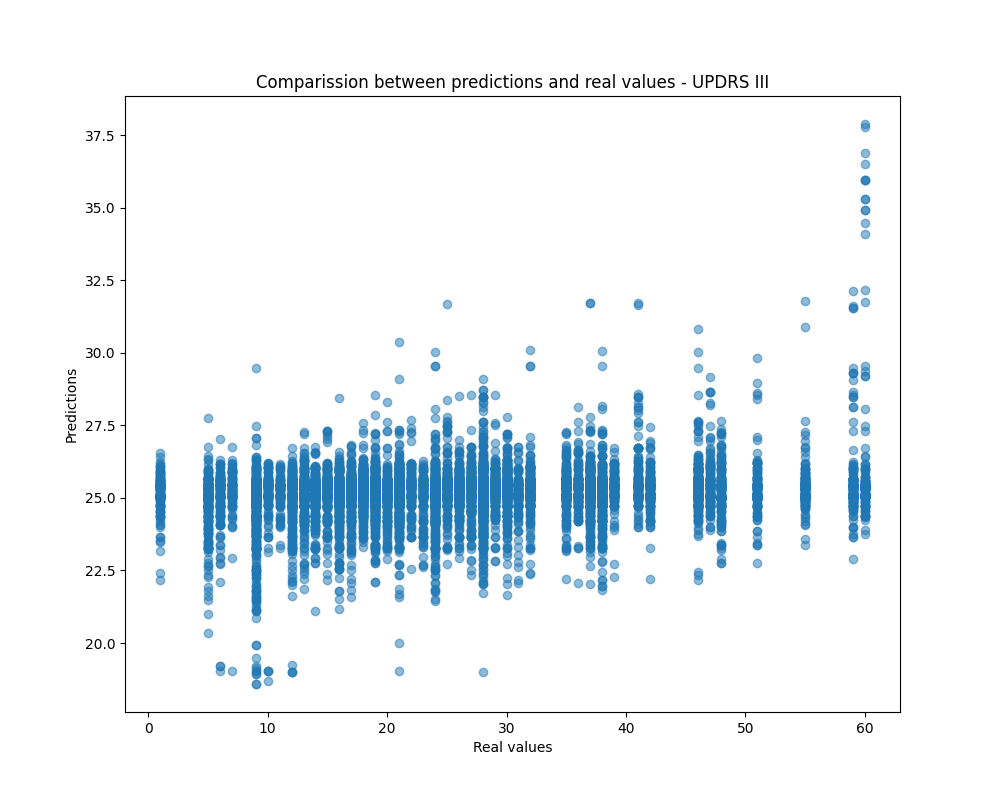 Comparission between predictions and real values - UPDRS III
37.5
35.0
32.5
30.0
27.5
25.0
22.5
20.0
Predictions
0 10 20 30 40 50 60
Real values